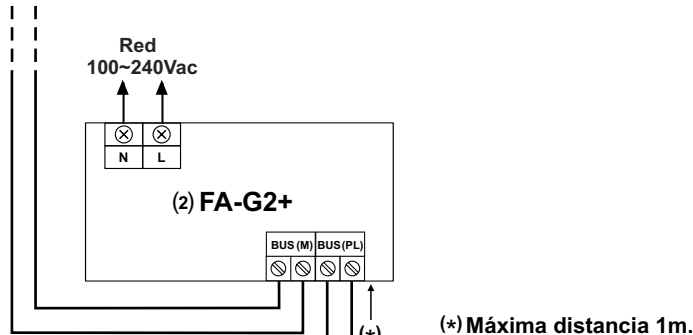 Red
100~240Vac
N L
(2) FA-G2+
BUS (M) BUS (PL)
(*)
(*) Máxima distancia 1m.